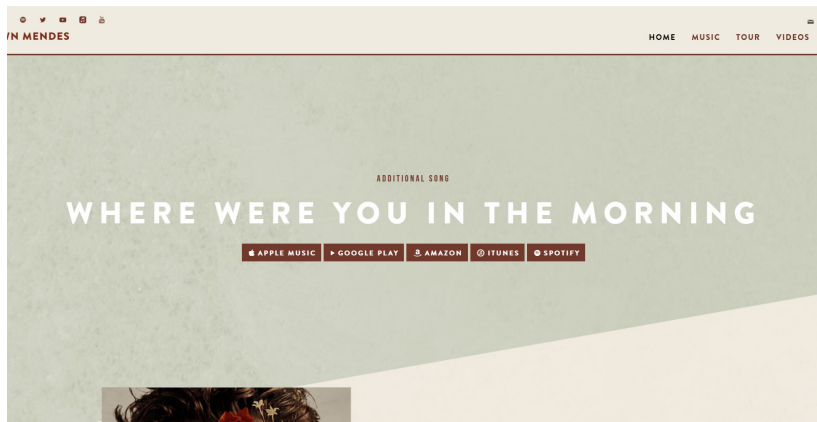 WN MENDES
HOME MUSIC TOUR VIDEOS
ADDITIONAL SONG
WHERE WERE YOU IN THE MORNING
APPLE MUSIC GOOGLE PLAY AMAZON ITUNES SPOTIFY